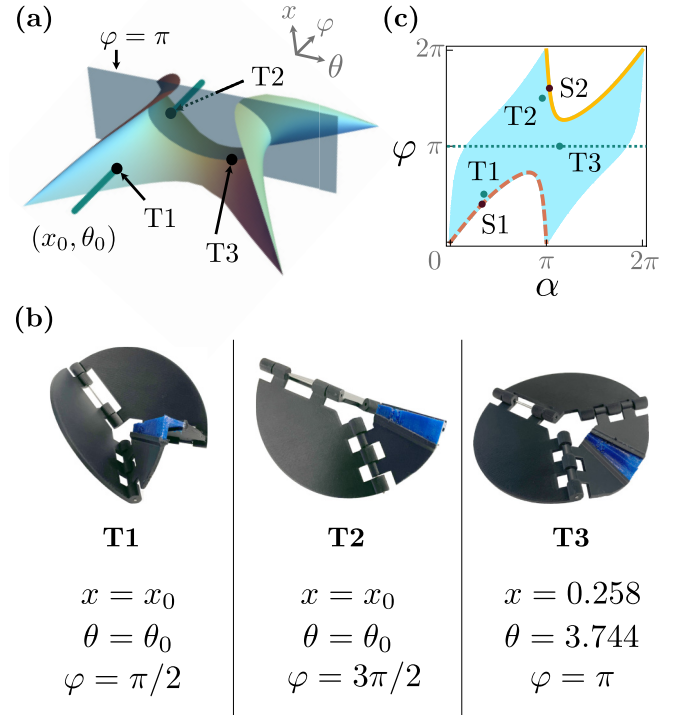 (a)
x
φ
θ
φ = π
T2
T1
T3
(x₀, θ₀)
(c)
2π
φ
π
0
π
2π
α
S2
T2
T3
T1
S1
(b)
T1
T2
T3
x = x₀
x = x₀
x = 0.258
θ = θ₀
θ = θ₀
θ = 3.744
φ = π/2
φ = 3π/2
φ = π